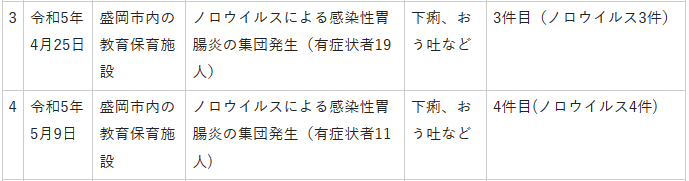 3
令和5年
4月25日
盛岡市内の
教育保育施
設
ノロウイルスによる感染性胃
腸炎の集団発生（有症状者19
人）
下痢、お
う吐など
3件目（ノロウイルス3件）
4
令和5年
5月9日
盛岡市内の
教育保育施
設
ノロウイルスによる感染性胃
腸炎の集団発生（有症状者11
人)
下痢、お
う吐など
4件目(ノロウイルス4件)